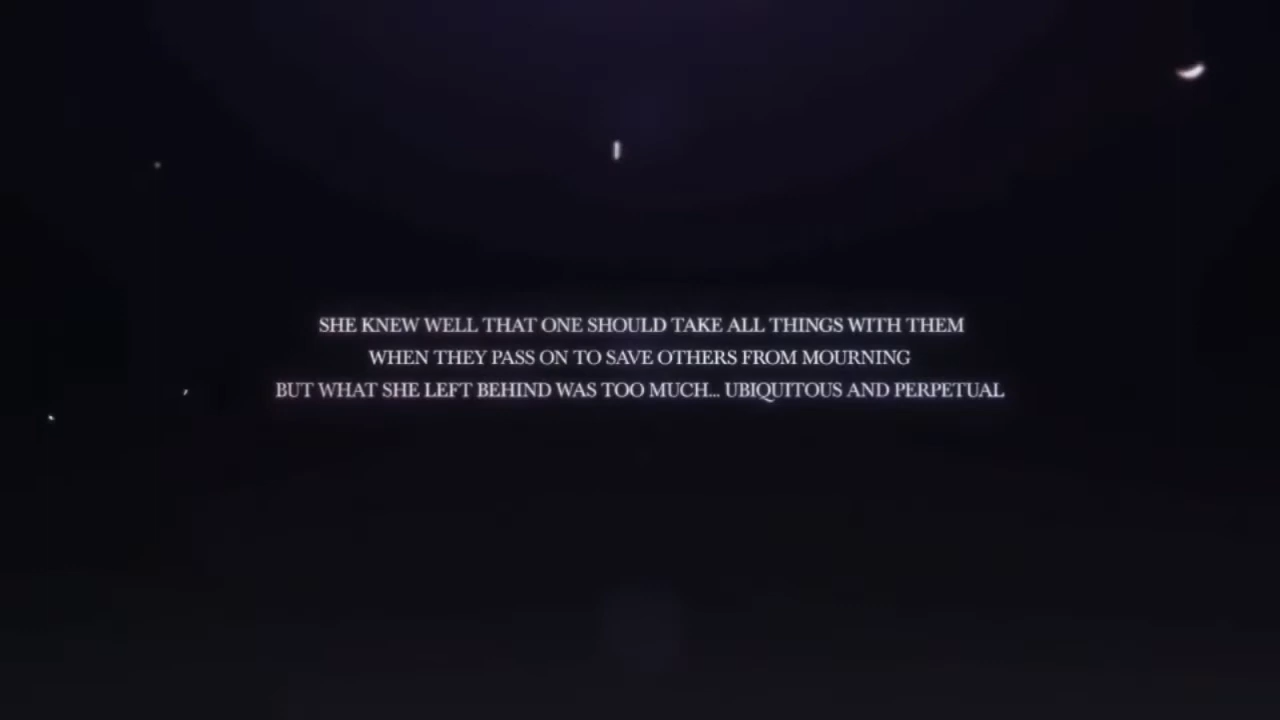 SHE KNEW WELL THAT ONE SHOULD TAKE ALL THINGS WITH THEM
WHEN THEY PASS ON TO SAVE OTHERS FROM MOURNING
BUT WHAT SHE LEFT BEHIND WAS TOO MUCH... UBIQUITOUS AND PERPETUAL